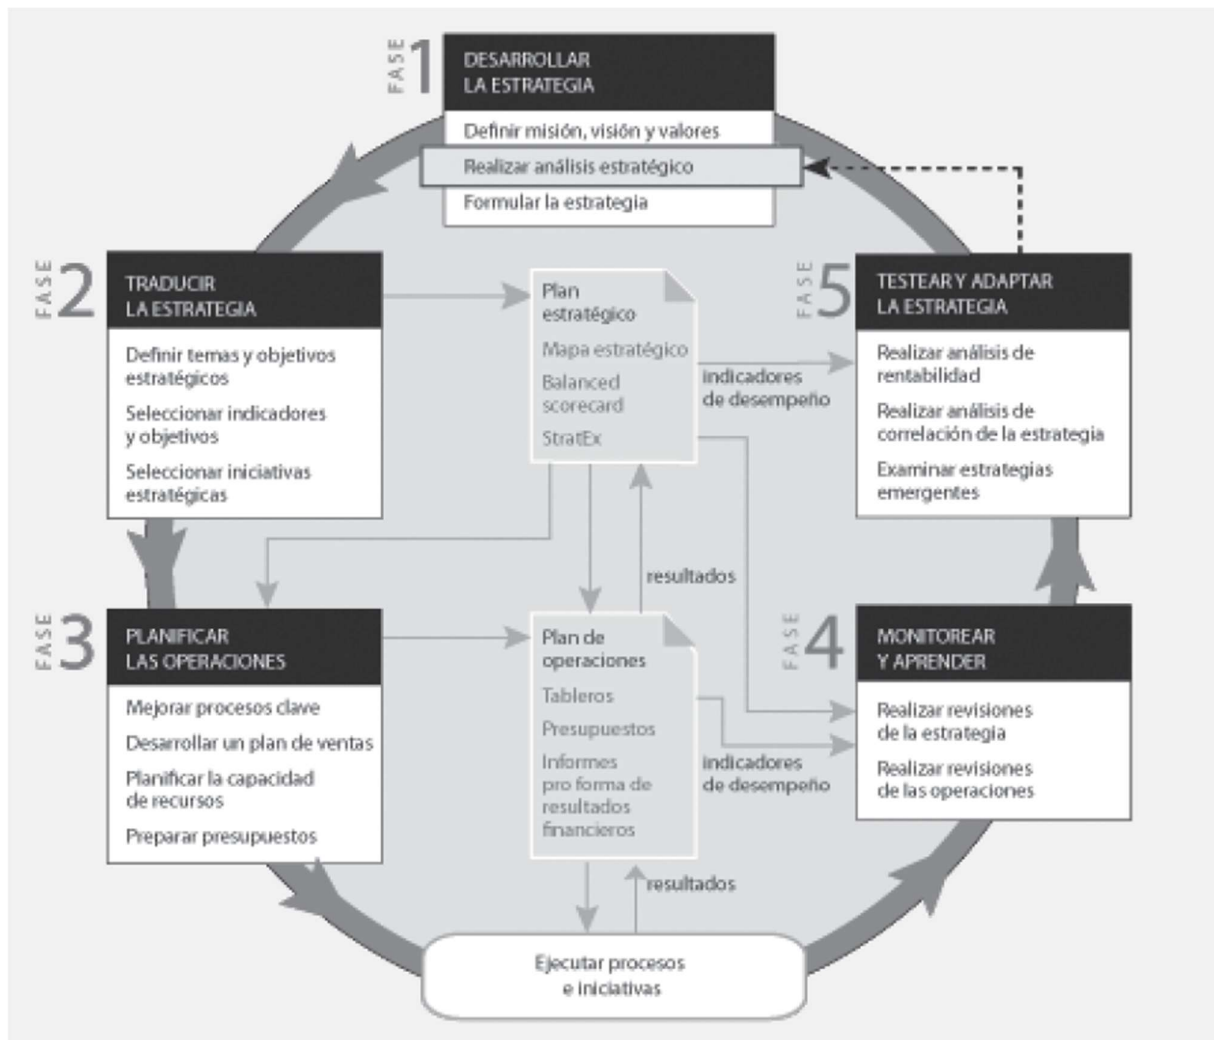 FASE 1
DESARROLLAR
LA ESTRATEGIA
Definir misión, visión y valores
Realizar análisis estratégico
Formular la estrategia
FASE 2
TRADUCIR
LA ESTRATEGIA
Definir temas y objetivos
estratégicos
Seleccionar indicadores
y objetivos
Seleccionar iniciativas
estratégicas
Plan
estratégico
Mapa estratégico
Balanced
scorecard
StratEx
indicadores
de desempeño
FASE 5
TESTEAR Y ADAPTAR
LA ESTRATEGIA
Realizar análisis de
rentabilidad
Realizar análisis de
correlación de la estrategia
Examinar estrategias
emergentes
resultados
FASE 3
PLANIFICAR
LAS OPERACIONES
Mejorar procesos clave
Desarrollar un plan de ventas
Planificar la capacidad
de recursos
Preparar presupuestos
Plan de
operaciones
Tableros
Presupuestos
Informes
pro forma de
resultados
financieros
indicadores
de desempeño
FASE 4
MONITOREAR
Y APRENDER
Realizar revisiones
de la estrategia
Realizar revisiones
de las operaciones
resultados
Ejecutar procesos
e iniciativas